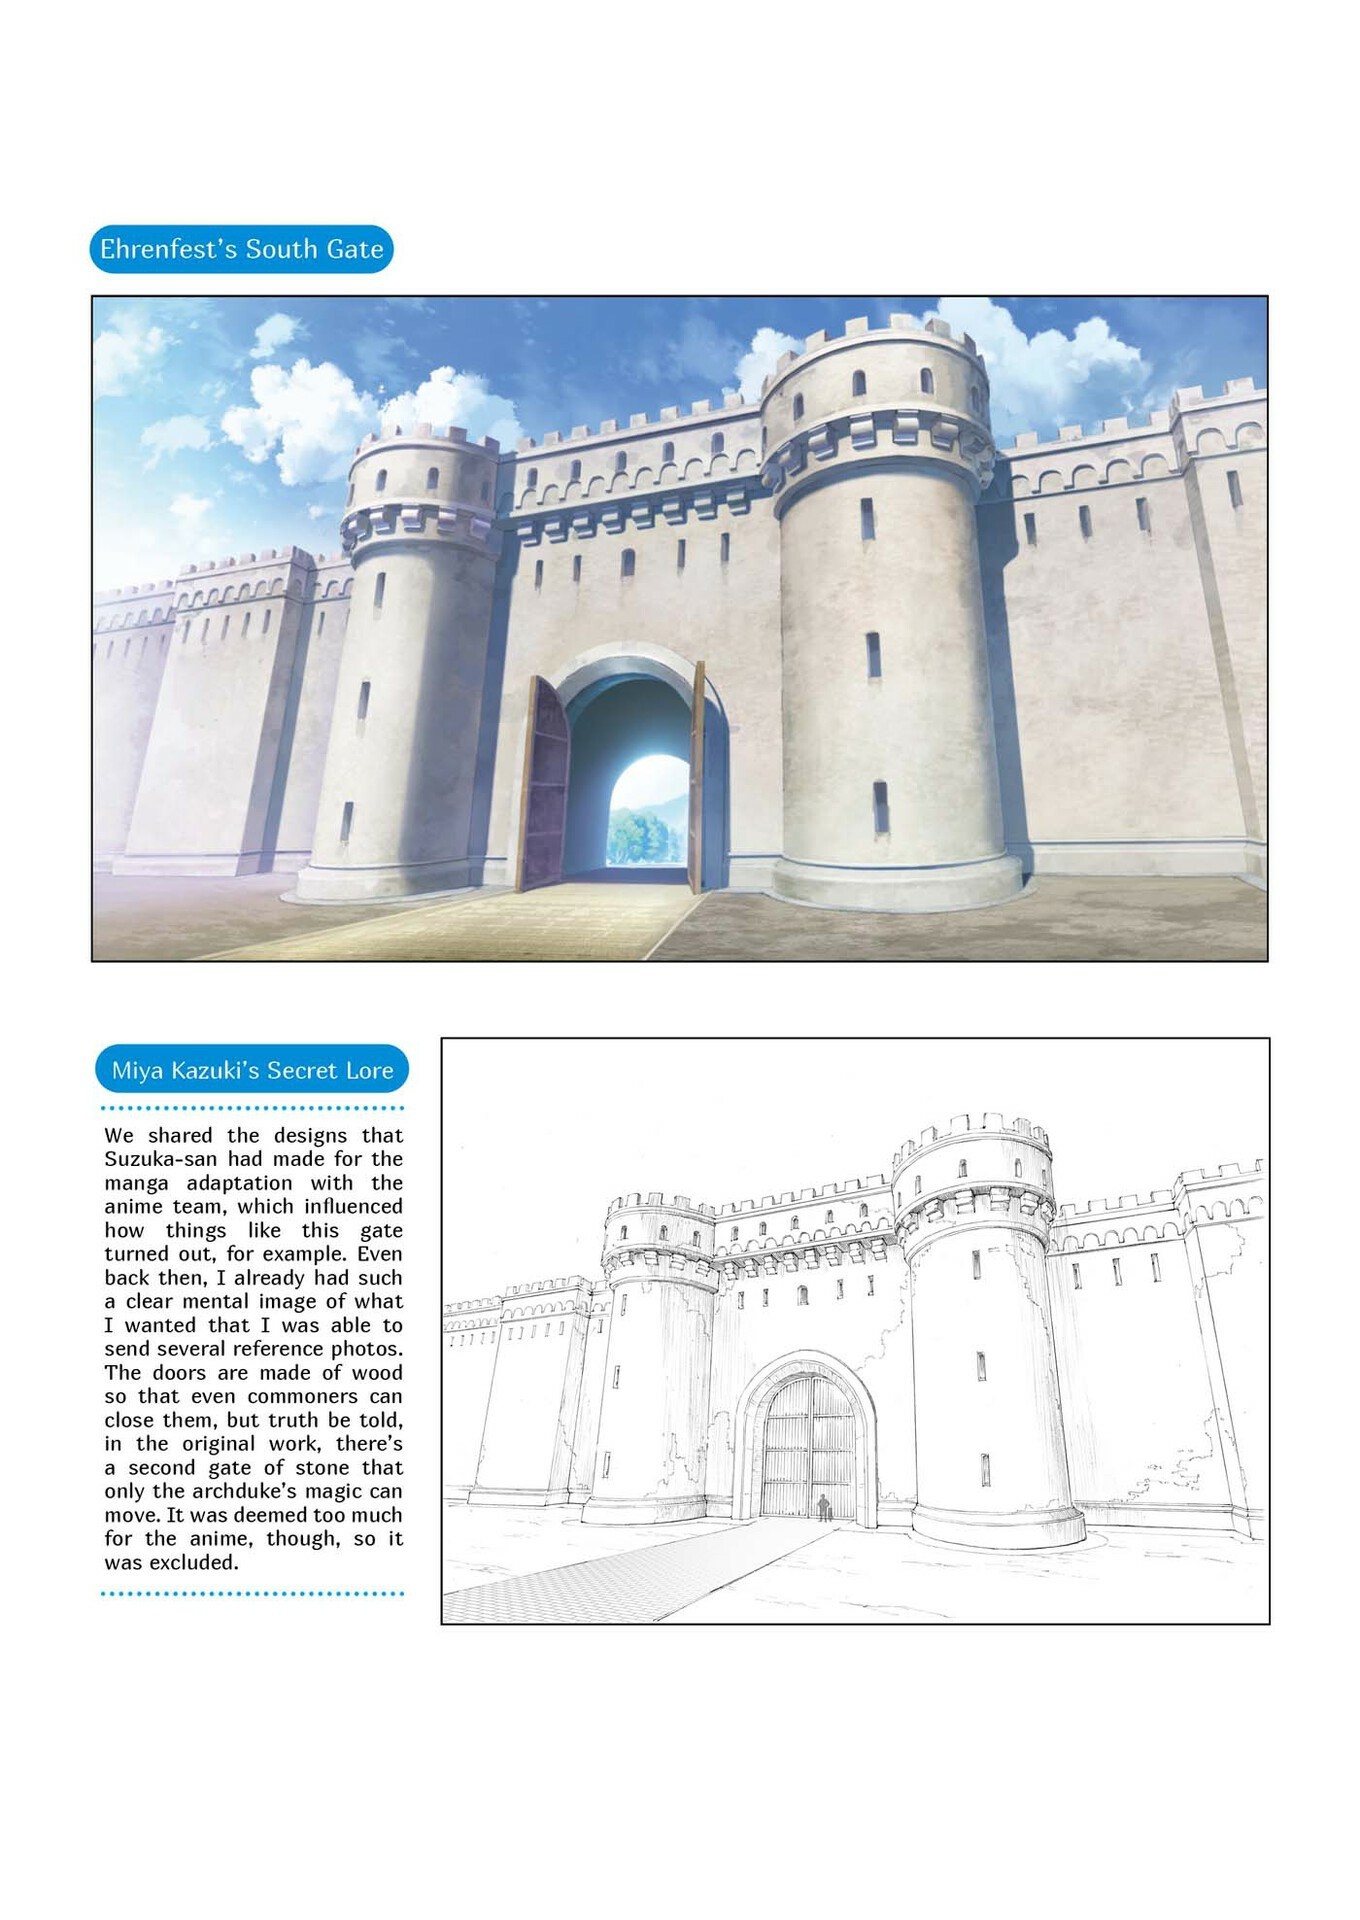 Ehrenfest's South Gate
Miya Kazuki's Secret Lore
We shared the designs that
Suzuka-san had made for the
manga adaptation with the
anime team, which influenced
how things like this gate
turned out, for example. Even
back then, I already had such
a clear mental image of what
I wanted that I was able to
send several reference photos.
The doors are made of wood
so that even commoners can
close them, but truth be told,
in the original work, there's
a second gate of stone that
only the archduke's magic can
move. It was deemed too much
for the anime, though, so it
was excluded.